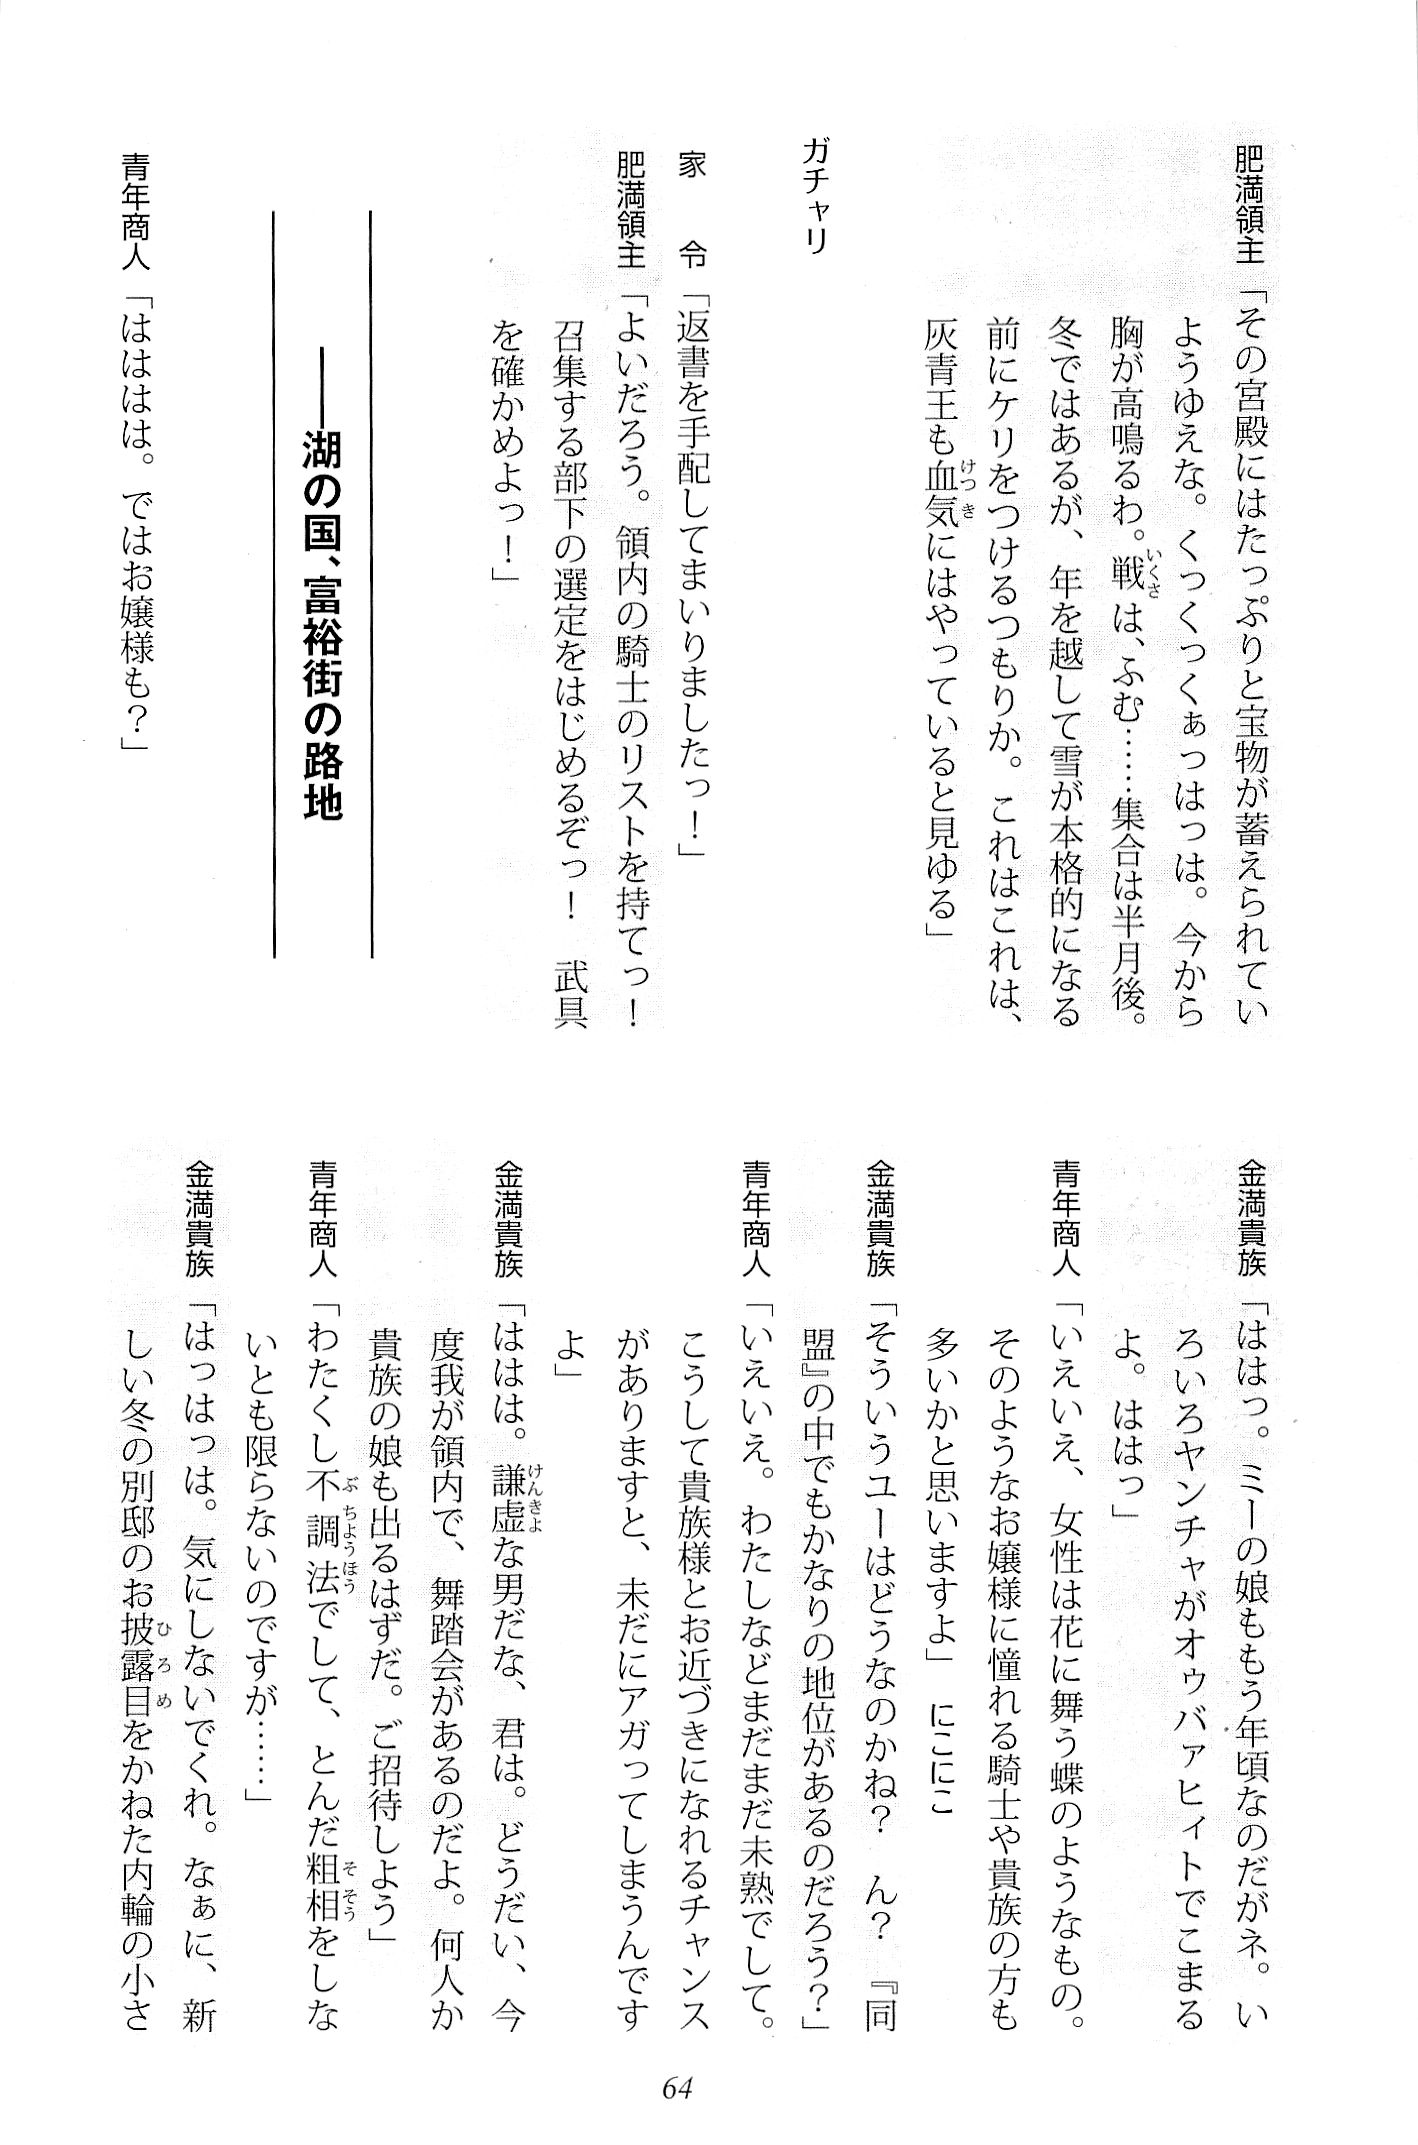 肥満領主「その宮殿にはたっぷりと宝物が蓄えられてい
ようゆえな。くっくっくぁっはっは。今から
胸が高鳴るわ。戦は、ふむ……集合は半月後。
冬ではあるが、年を越して雪が本格的になる
前にケリをつけるつもりか。これはこれは、
灰青王も血気にはやっていると見ゆる」
ガチャリ
家　令「返書を手配してまいりましたっ！」
肥満領主「よいだろう。領内の騎士のリストを持てっ！
召集する部下の選定をはじめるぞっ！　武具
を確かめよっ！」
――湖の国、富裕街の路地
青年商人「はははは。ではお嬢様も？」
金満貴族「ははっ。ミーの娘ももう年頃なのだがネ。い
ろいろヤンチャがオゥバァヒィトでこまる
よ。ははっ」
青年商人「いえいえ、女性は花に舞う蝶のようなもの。
そのようなお嬢様に憧れる騎士や貴族の方も
多いかと思いますよ」　にこにこ
金満貴族「そういうユーはどうなのかね？　ん？　『同
盟』の中でもかなりの地位があるのだろう？」
青年商人「いえいえ。わたしなどまだまだ未熟でして。
こうして貴族様とお近づきになれるチャンス
がありますと、未だにアガってしまうんです
よ」
金満貴族「ははは。謙虚な男だな、君は。どうだい、今
度我が領内で、舞踏会があるのだよ。何人か
貴族の娘も出るはずだ。ご招待しよう」
青年商人「わたくし不調法でして、とんだ粗相をしな
いとも限らないのですが……」
金満貴族「はっはっは。気にしないでくれ。なぁに、新
しい冬の別邸のお披露目をかねた内輪の小さ
64